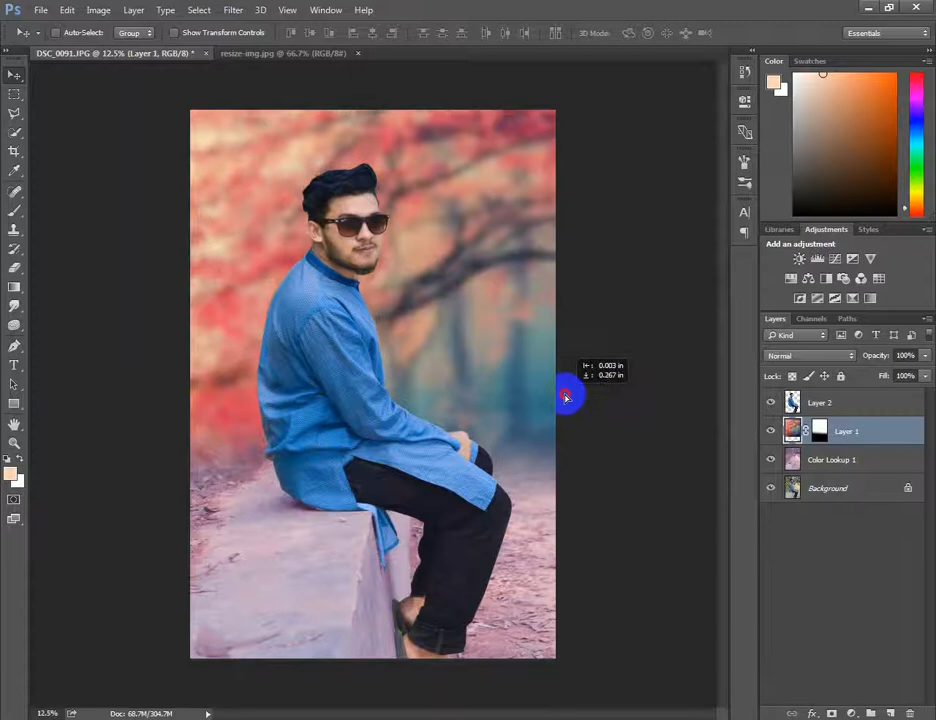 Ps File Edit Image Layer Type Select Filter 3D View Window Help
Auto-Select: Group Show Transform Controls 3D Mode: Essentials
DSC_0091.JPG @ 12.5% (Layer 1, RGB/8) * × resize-img.jpg @ 66.7% (RGB/8#) ×
Color Swatches
Libraries Adjustments Styles
Add an adjustment
Layers Channels Paths
Kind
Normal Opacity: 100%
Lock: Fill: 100%
Layer 2
Layer 1
Color Lookup 1
Background
0.003 in
0.267 in
12.5% Doc: 68.7M/304.7M